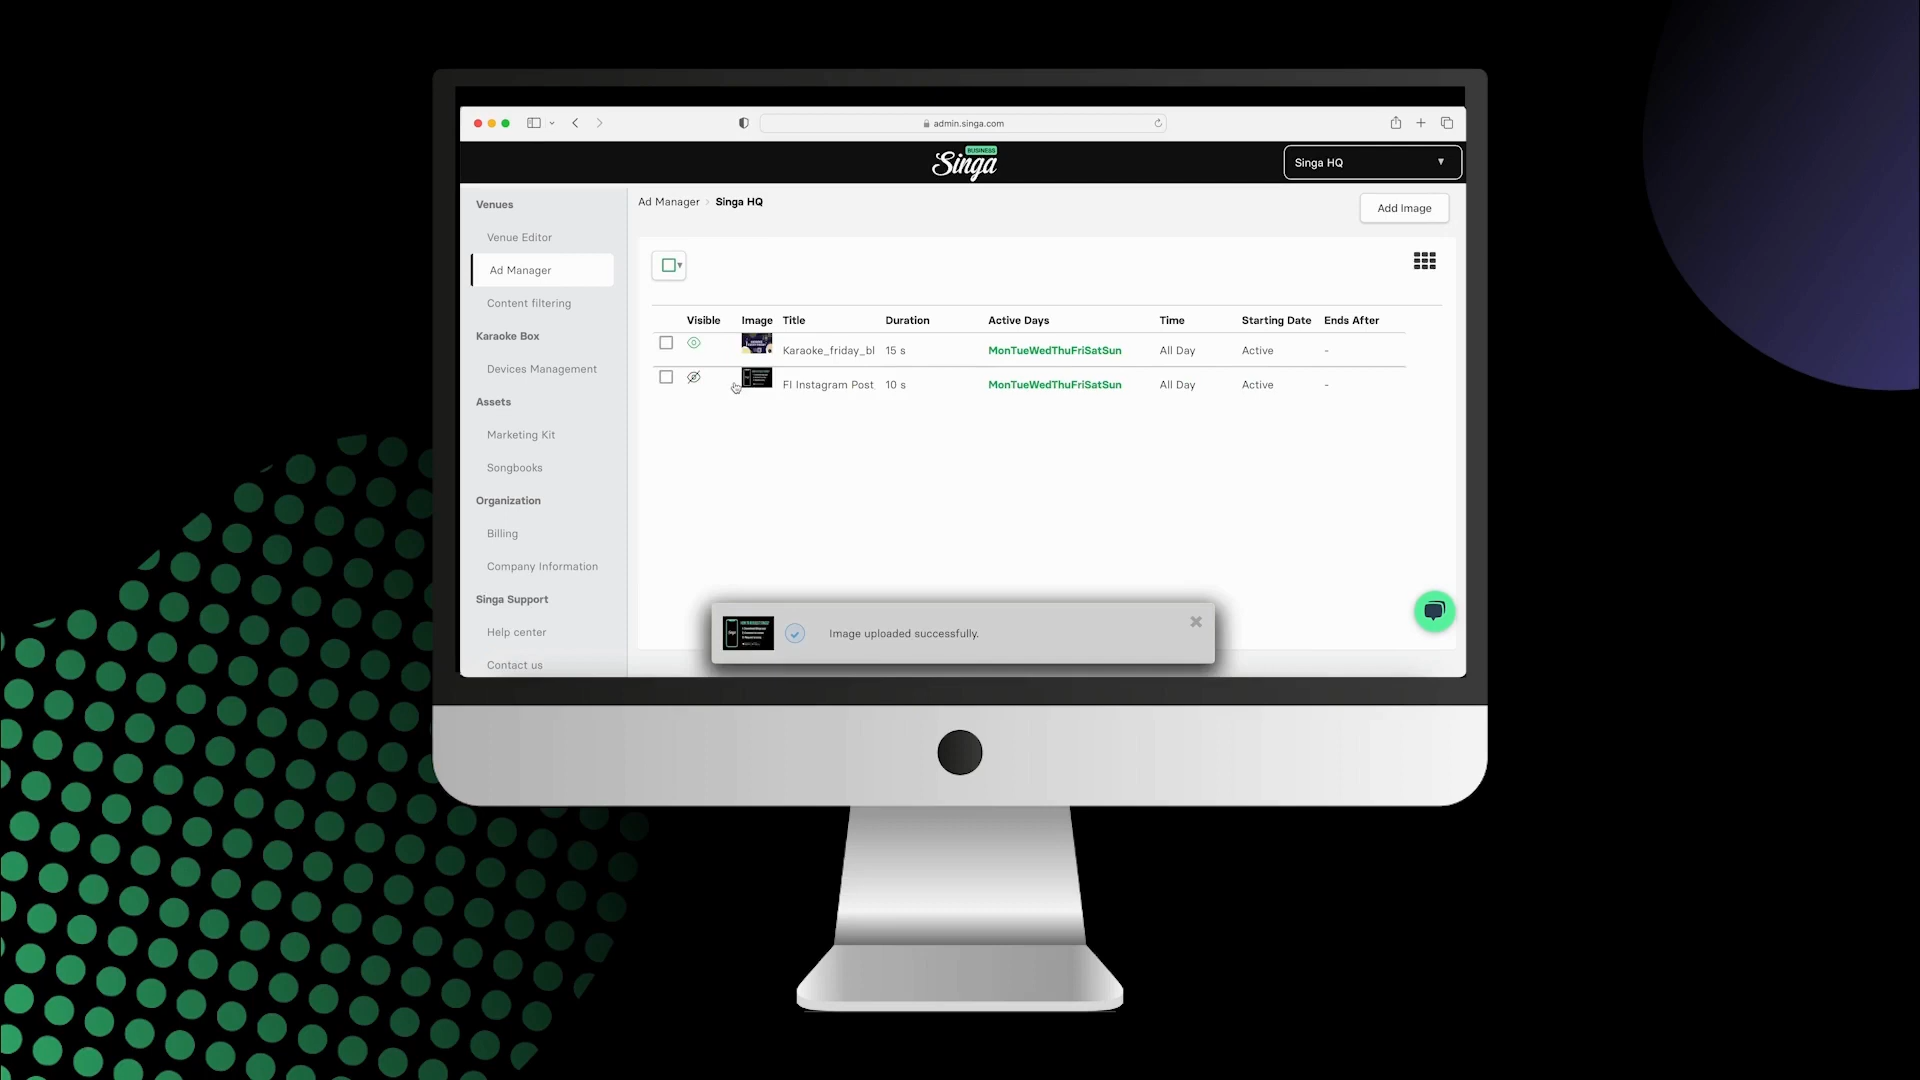 admin.singa.com
BUSINESS
Singa
Singa HQ
Venues
Venue Editor
Ad Manager
Content filtering
Karaoke Box
Devices Management
Assets
Marketing Kit
Songbooks
Organization
Billing
Company Information
Singa Support
Help center
Contact us
Ad Manager › Singa HQ
Add Image
Visible Image Title Duration Active Days Time Starting Date Ends After
Karaoke_friday_bl 15 s MonTueWedThuFriSatSun All Day Active -
FI Instagram Post 10 s MonTueWedThuFriSatSun All Day Active -
Image uploaded successfully.